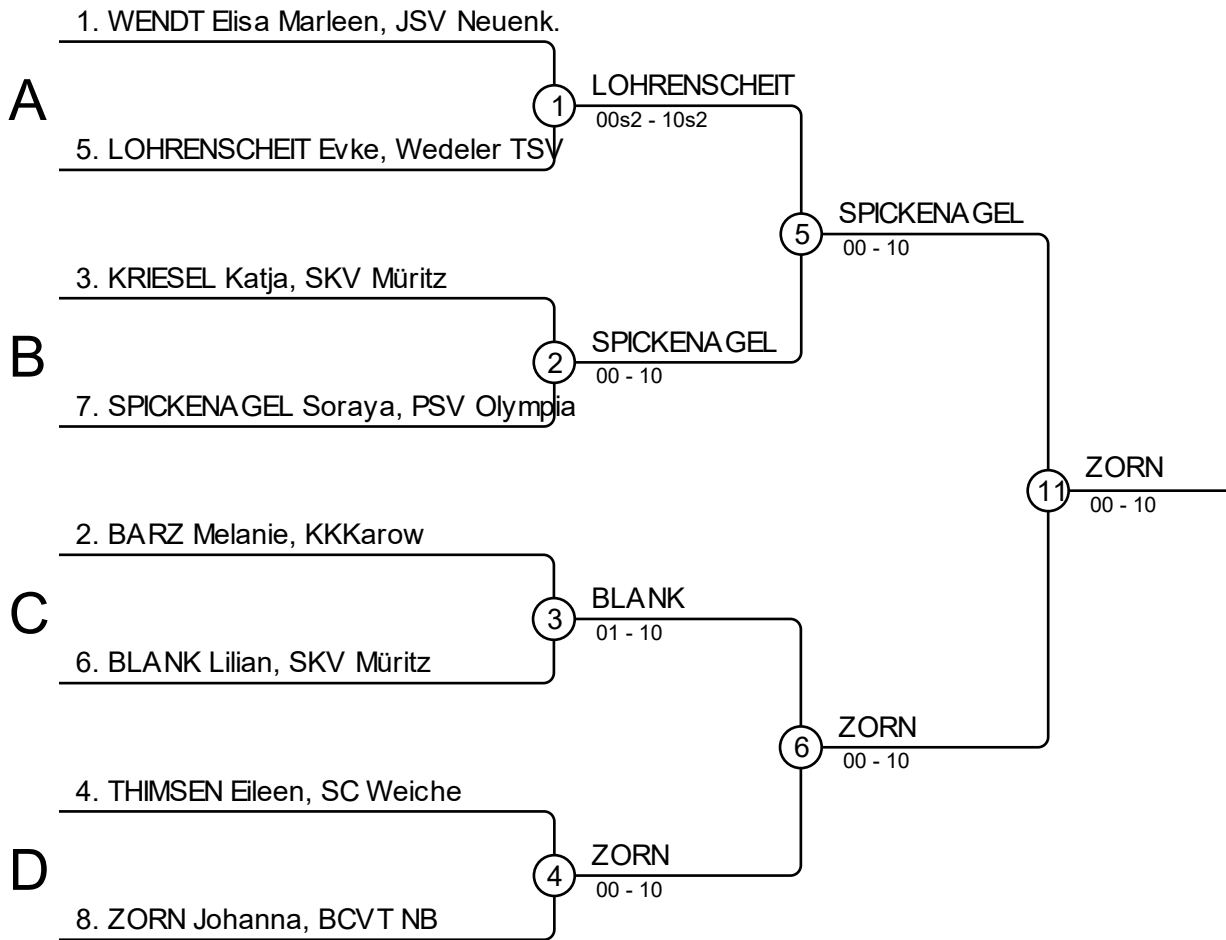 1. WENDT Elisa Marleen, JSV Neuenk.
A
1
LOHRENSCHEIT
00s2 - 10s2
5. LOHRENSCHEIT Evke, Wedeler TSV
5
SPICKENAGEL
00 - 10
3. KRIESEL Katja, SKV Müritz
B
2
SPICKENAGEL
00 - 10
7. SPICKENAGEL Soraya, PSV Olympia
11
ZORN
00 - 10
2. BARZ Melanie, KKKarow
C
3
BLANK
01 - 10
6. BLANK Lilian, SKV Müritz
6
ZORN
00 - 10
4. THIMSEN Eileen, SC Weiche
D
4
ZORN
00 - 10
8. ZORN Johanna, BCVT NB